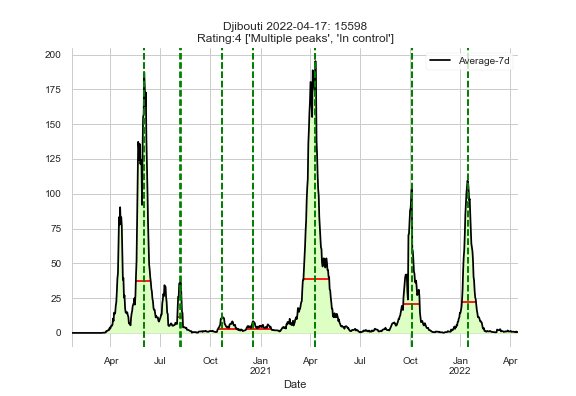 Djibouti 2022-04-17: 15598
Rating:4 ['Multiple peaks', 'In control']
Average-7d
200
175
150
125
100
75
50
25
0
Apr
Jul
Oct
Jan
2021
Apr
Jul
Oct
Jan
2022
Apr
Date